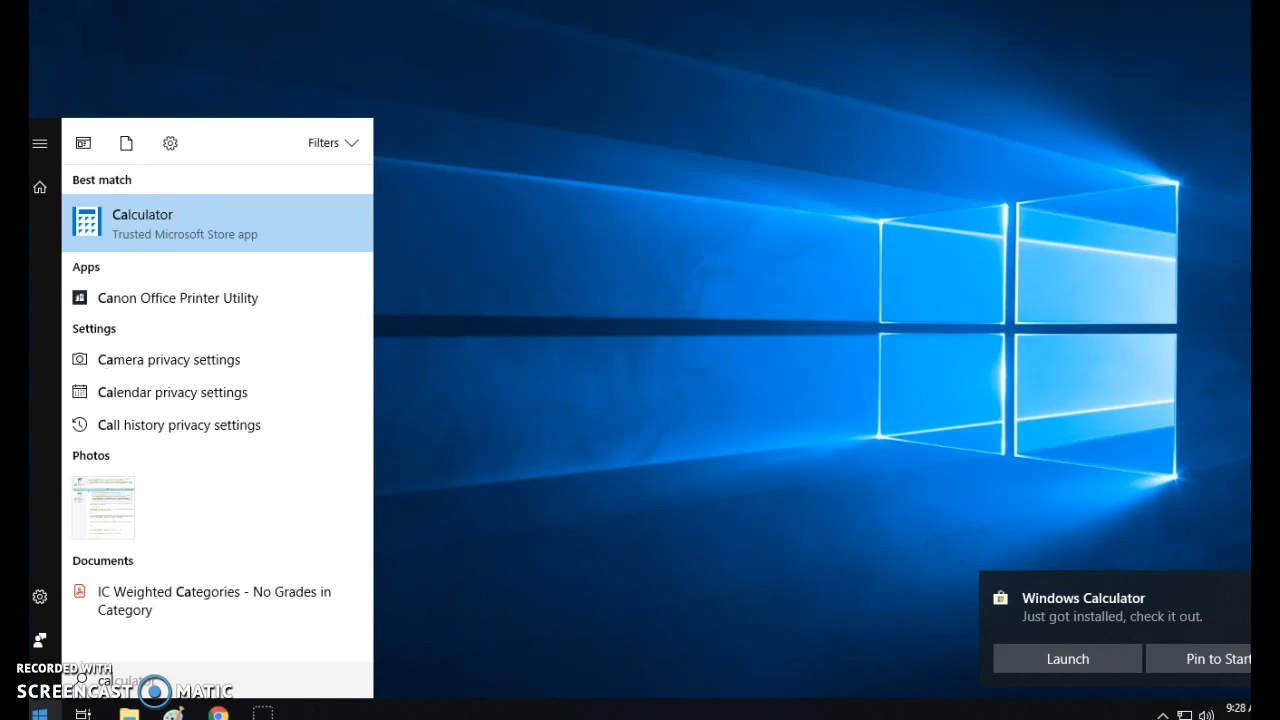 Filters
Best match
Calculator
Trusted Microsoft Store app
Apps
Canon Office Printer Utility
Settings
Camera privacy settings
Calendar privacy settings
Call history privacy settings
Photos
Documents
IC Weighted Categories - No Grades in
Category
calculator
RECORDED WITH
SCREENCAST MATIC
Windows Calculator
Just got installed, check it out.
Launch
Pin to Start
9:28